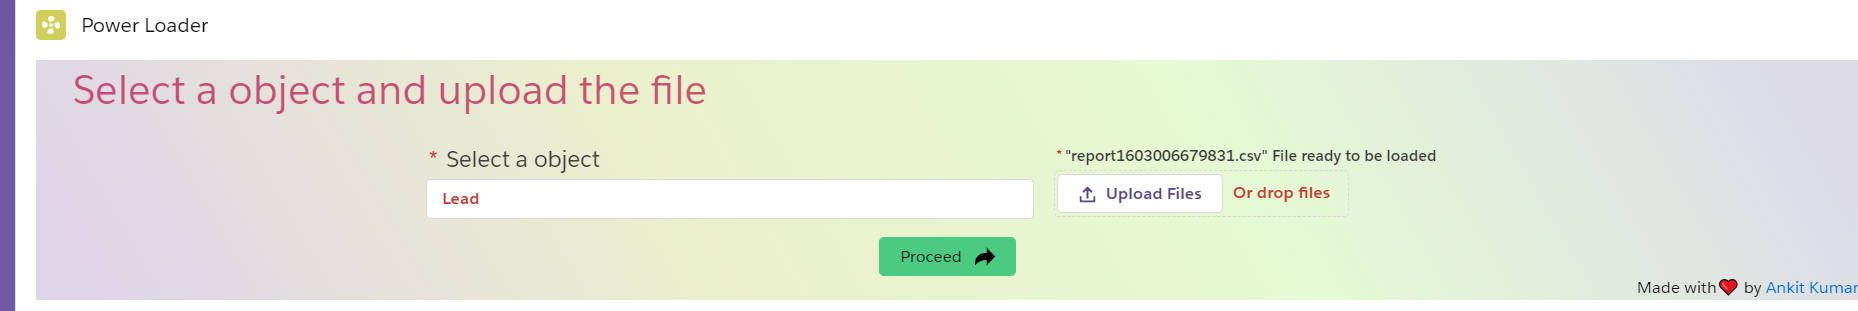 Power Loader
Select a object and upload the file
* Select a object
Lead
* "report1603006679831.csv" File ready to be loaded
Upload Files
Or drop files
Proceed
Made with by Ankit Kumar